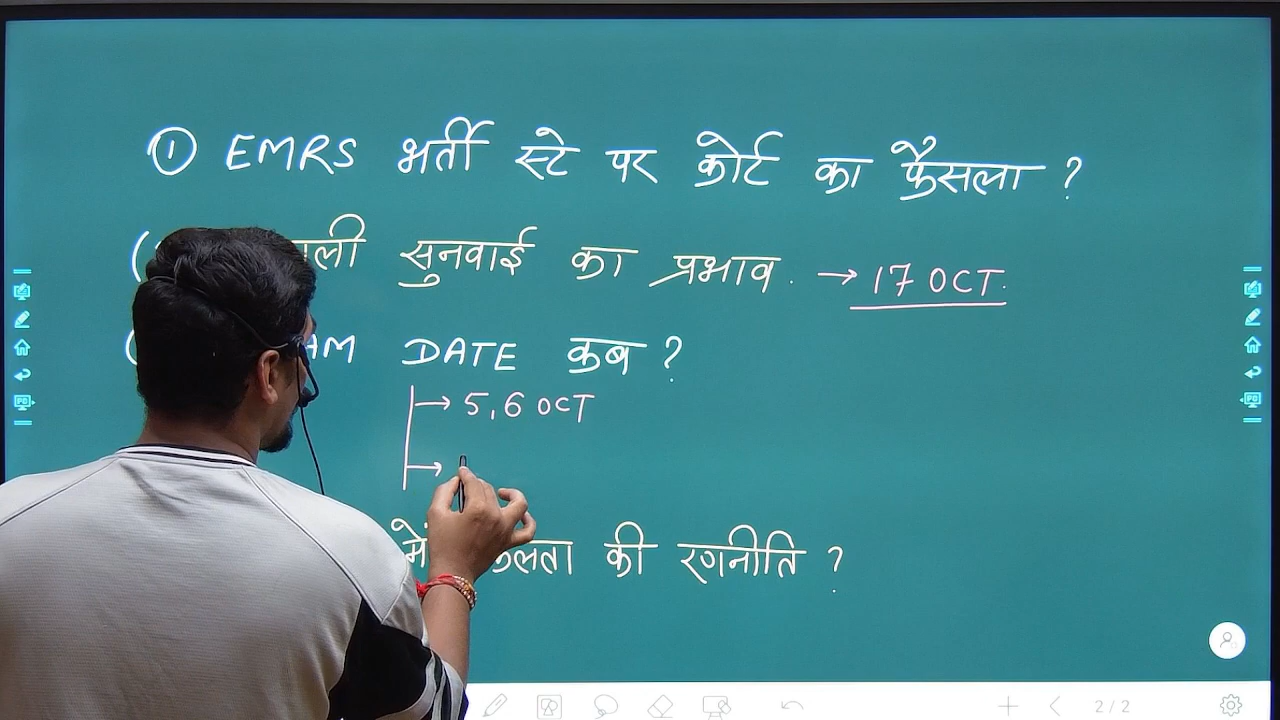 ① EMRS भर्ती स्टे पर कोर्ट का फैसला ?
सुनवाई का प्रभाव. → 17 OCT.
DATE कब ?
→ 5,6 OCT
→
में की रणनीति ?
2/2